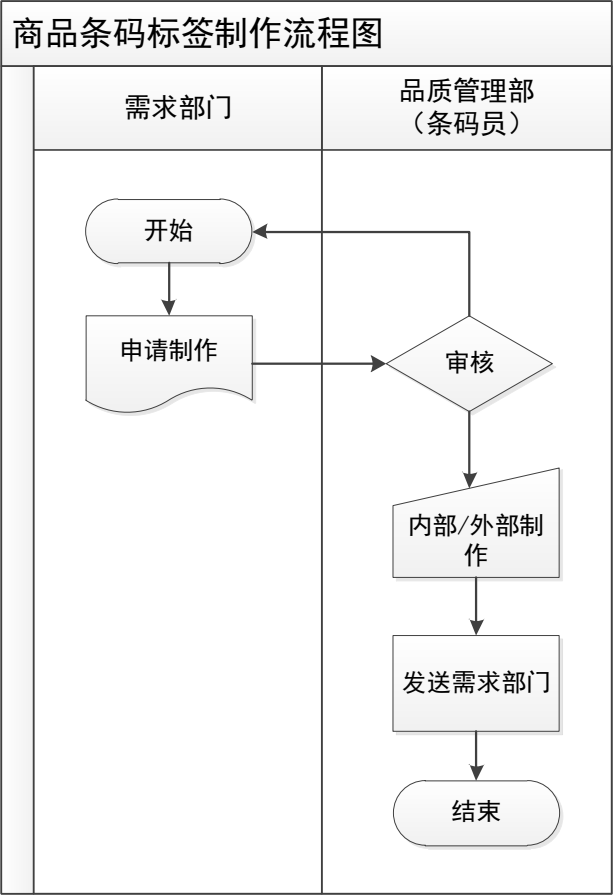 商品条码标签制作流程图
需求部门
品质管理部
（条码员）
开始
申请制作
审核
内部/外部制
作
发送需求部门
结束